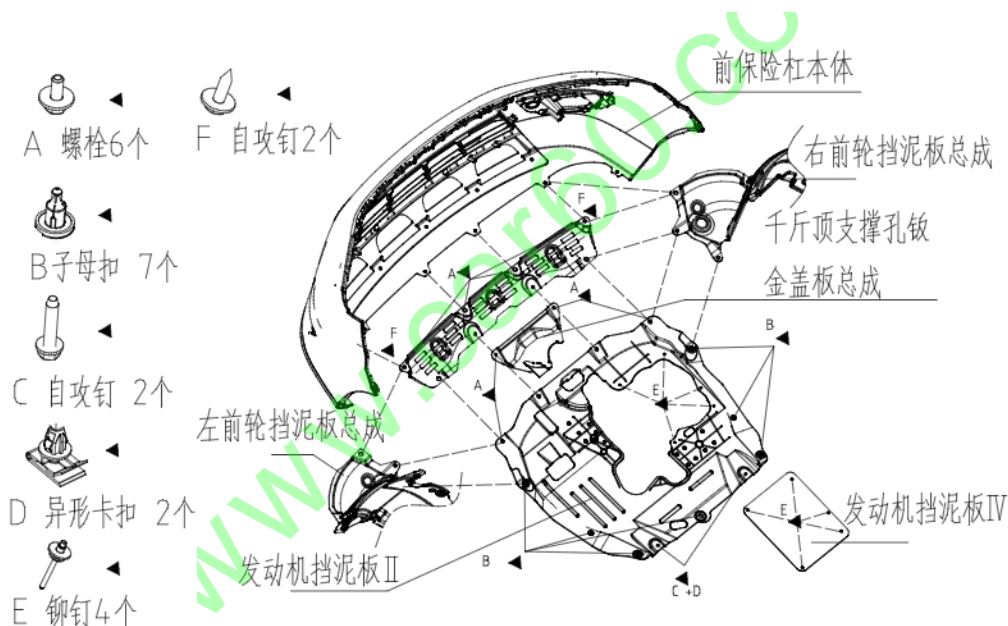 A 螺栓6个
F 自攻钉2个
B子母扣 7个
C 自攻钉 2个
D 异形卡扣 2个
E 铆钉4个
前保险杠本体
右前轮挡泥板总成
千斤顶支撑孔钣
金盖板总成
F
A
A
F
A
B
E
左前轮挡泥板总成
发动机挡泥板IV
E
发动机挡泥板II
B
C+D
www.car60.c